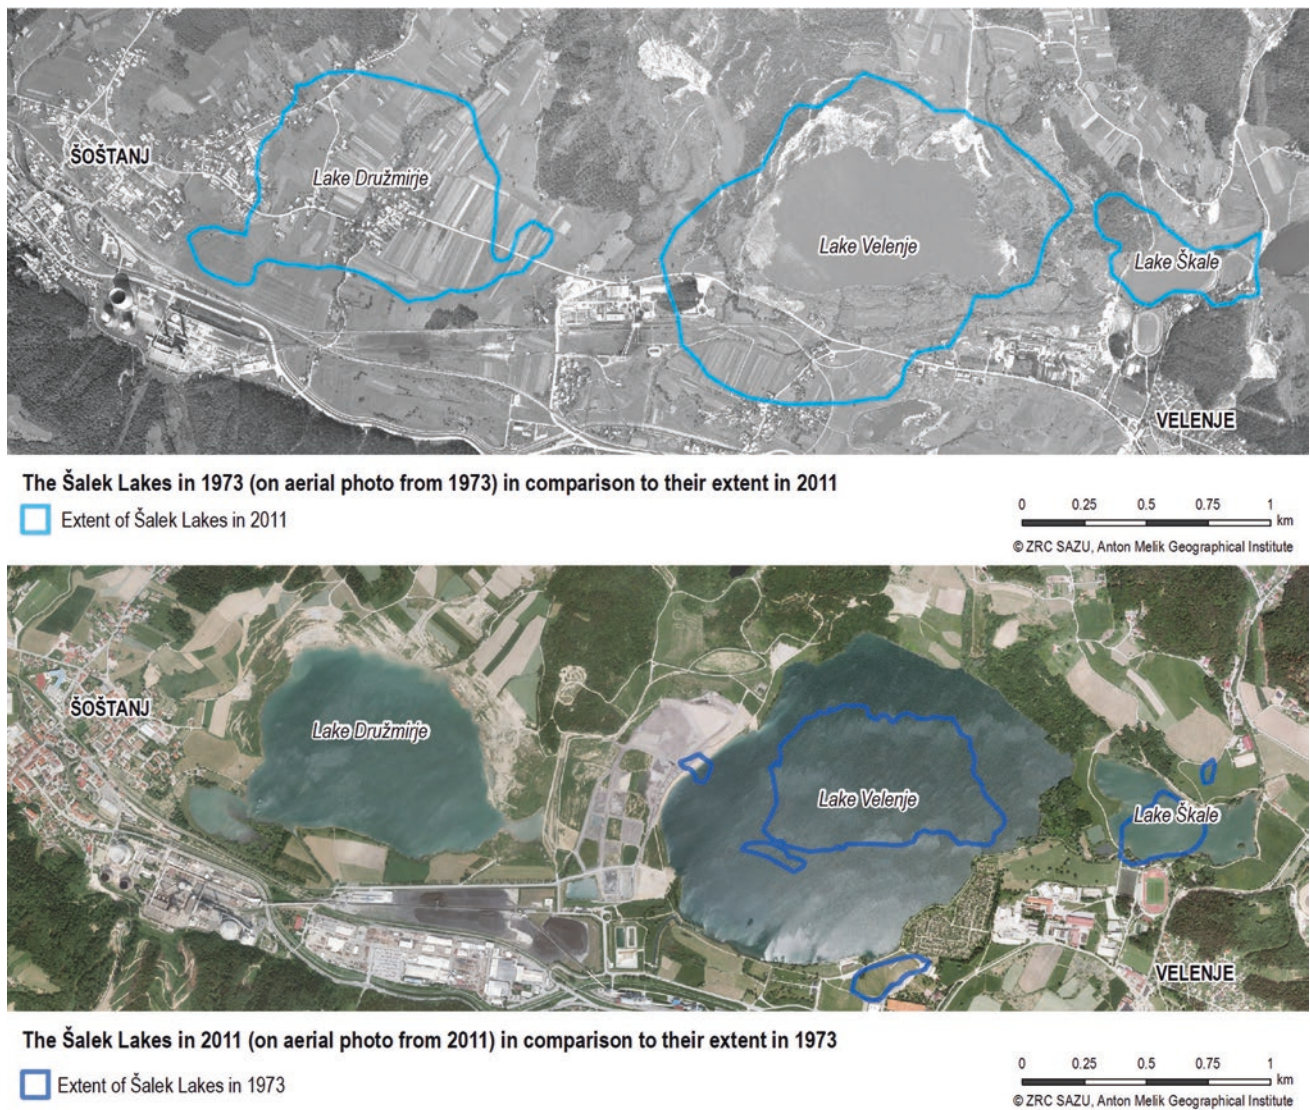 ŠOŠTANJ
Lake Družmirje
Lake Velenje
Lake Škale
VELENJE
The Šalek Lakes in 1973 (on aerial photo from 1973) in comparison to their extent in 2011
Extent of Šalek Lakes in 2011
0 0.25 0.5 0.75 1
km
© ZRC SAZU, Anton Melik Geographical Institute
ŠOŠTANJ
Lake Družmirje
Lake Velenje
Lake Škale
VELENJE
The Šalek Lakes in 2011 (on aerial photo from 2011) in comparison to their extent in 1973
Extent of Šalek Lakes in 1973
0 0.25 0.5 0.75 1
km
© ZRC SAZU, Anton Melik Geographical Institute